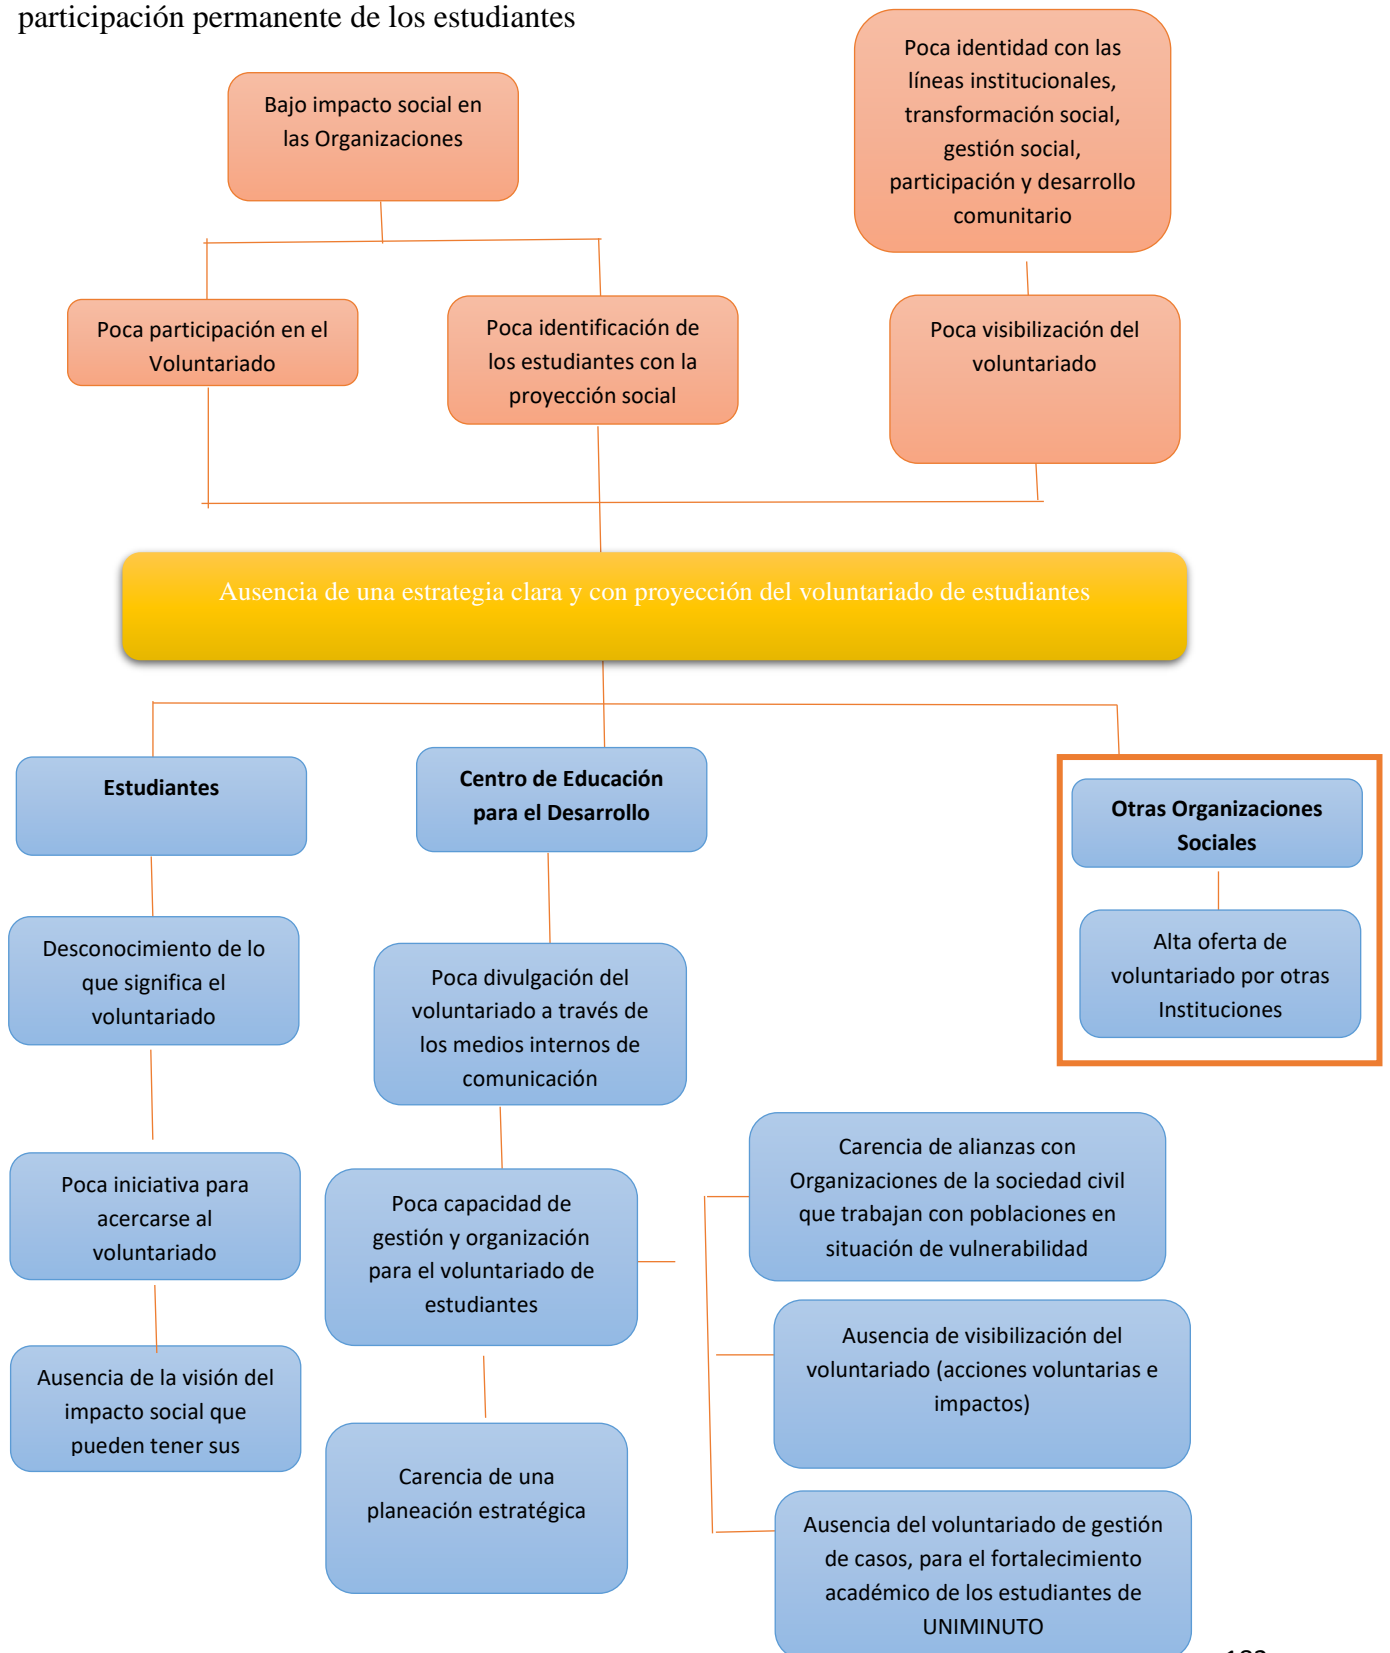 participación permanente de los estudiantes
Bajo impacto social en
las Organizaciones
Poca identidad con las
líneas institucionales,
transformación social,
gestión social,
participación y desarrollo
comunitario
Poca participación en el
Voluntariado
Poca identificación de
los estudiantes con la
proyección social
Poca visibilización del
voluntariado
Ausencia de una estrategia clara y con proyección del voluntariado de estudiantes
Estudiantes
Centro de Educación
para el Desarrollo
Otras Organizaciones
Sociales
Desconocimiento de lo
que significa el
voluntariado
Poca divulgación del
voluntariado a través de
los medios internos de
comunicación
Alta oferta de
voluntariado por otras
Instituciones
Poca iniciativa para
acercarse al
voluntariado
Poca capacidad de
gestión y organización
para el voluntariado de
estudiantes
Carencia de alianzas con
Organizaciones de la sociedad civil
que trabajan con poblaciones en
situación de vulnerabilidad
Ausencia de visibilización del
voluntariado (acciones voluntarias e
impactos)
Ausencia de la visión del
impacto social que
pueden tener sus
Carencia de una
planeación estratégica
Ausencia del voluntariado de gestión
de casos, para el fortalecimiento
académico de los estudiantes de
UNIMINUTO